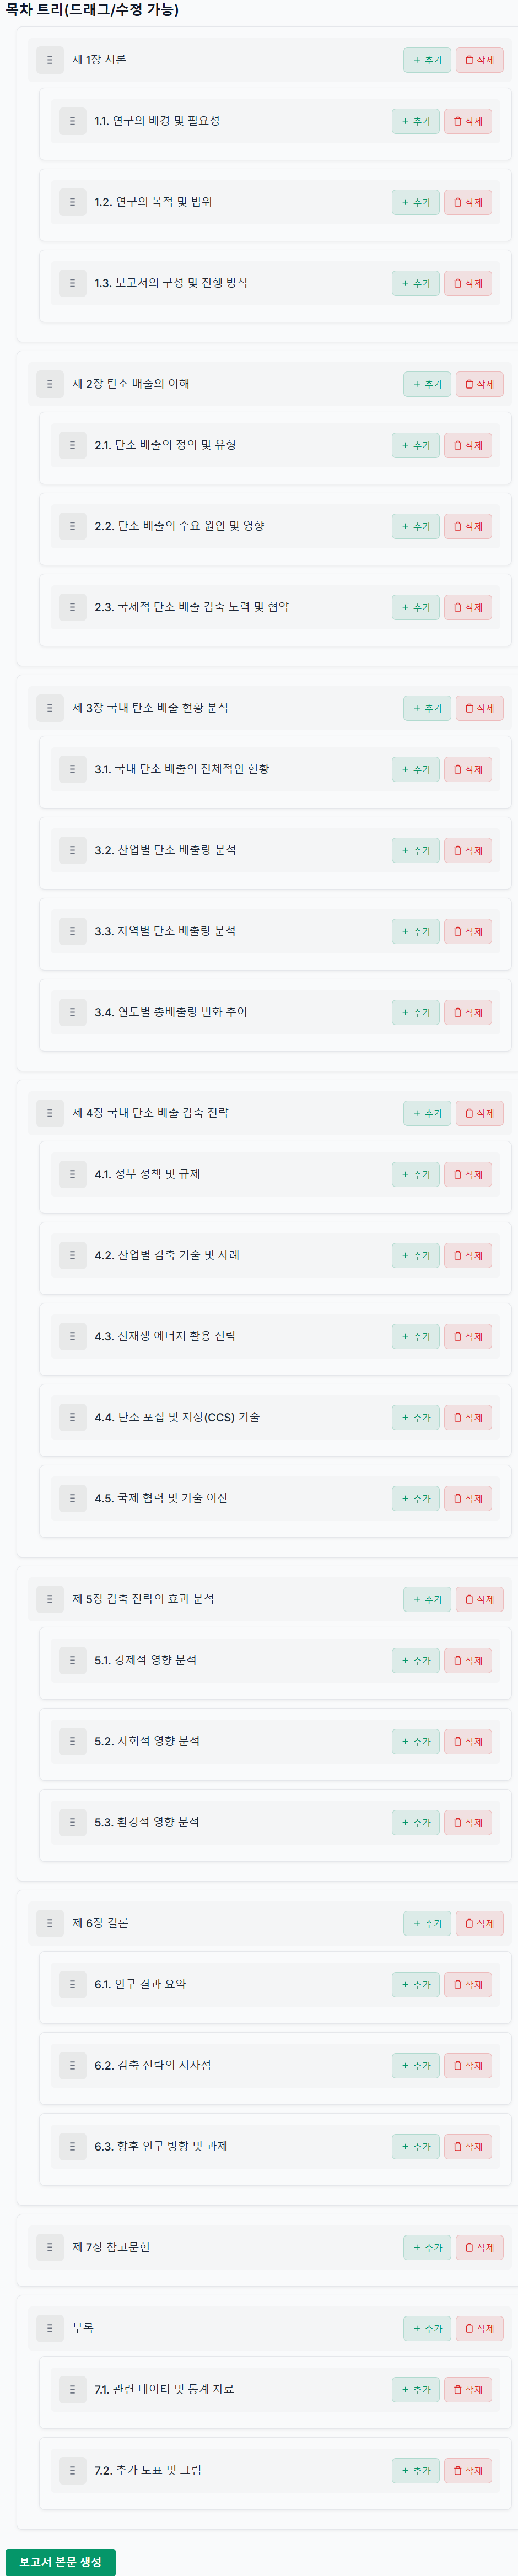 목차 트리(드래그/수정 가능)
제 1장 서론 + 추가 삭제
1.1. 연구의 배경 및 필요성 + 추가 삭제
1.2. 연구의 목적 및 범위 + 추가 삭제
1.3. 보고서의 구성 및 진행 방식 + 추가 삭제
제 2장 탄소 배출의 이해 + 추가 삭제
2.1. 탄소 배출의 정의 및 유형 + 추가 삭제
2.2. 탄소 배출의 주요 원인 및 영향 + 추가 삭제
2.3. 국제적 탄소 배출 감축 노력 및 협약 + 추가 삭제
제 3장 국내 탄소 배출 현황 분석 + 추가 삭제
3.1. 국내 탄소 배출의 전체적인 현황 + 추가 삭제
3.2. 산업별 탄소 배출량 분석 + 추가 삭제
3.3. 지역별 탄소 배출량 분석 + 추가 삭제
3.4. 연도별 총배출량 변화 추이 + 추가 삭제
제 4장 국내 탄소 배출 감축 전략 + 추가 삭제
4.1. 정부 정책 및 규제 + 추가 삭제
4.2. 산업별 감축 기술 및 사례 + 추가 삭제
4.3. 신재생 에너지 활용 전략 + 추가 삭제
4.4. 탄소 포집 및 저장(CCS) 기술 + 추가 삭제
4.5. 국제 협력 및 기술 이전 + 추가 삭제
제 5장 감축 전략의 효과 분석 + 추가 삭제
5.1. 경제적 영향 분석 + 추가 삭제
5.2. 사회적 영향 분석 + 추가 삭제
5.3. 환경적 영향 분석 + 추가 삭제
제 6장 결론 + 추가 삭제
6.1. 연구 결과 요약 + 추가 삭제
6.2. 감축 전략의 시사점 + 추가 삭제
6.3. 향후 연구 방향 및 과제 + 추가 삭제
제 7장 참고문헌 + 추가 삭제
부록 + 추가 삭제
7.1. 관련 데이터 및 통계 자료 + 추가 삭제
7.2. 추가 도표 및 그림 + 추가 삭제
보고서 본문 생성